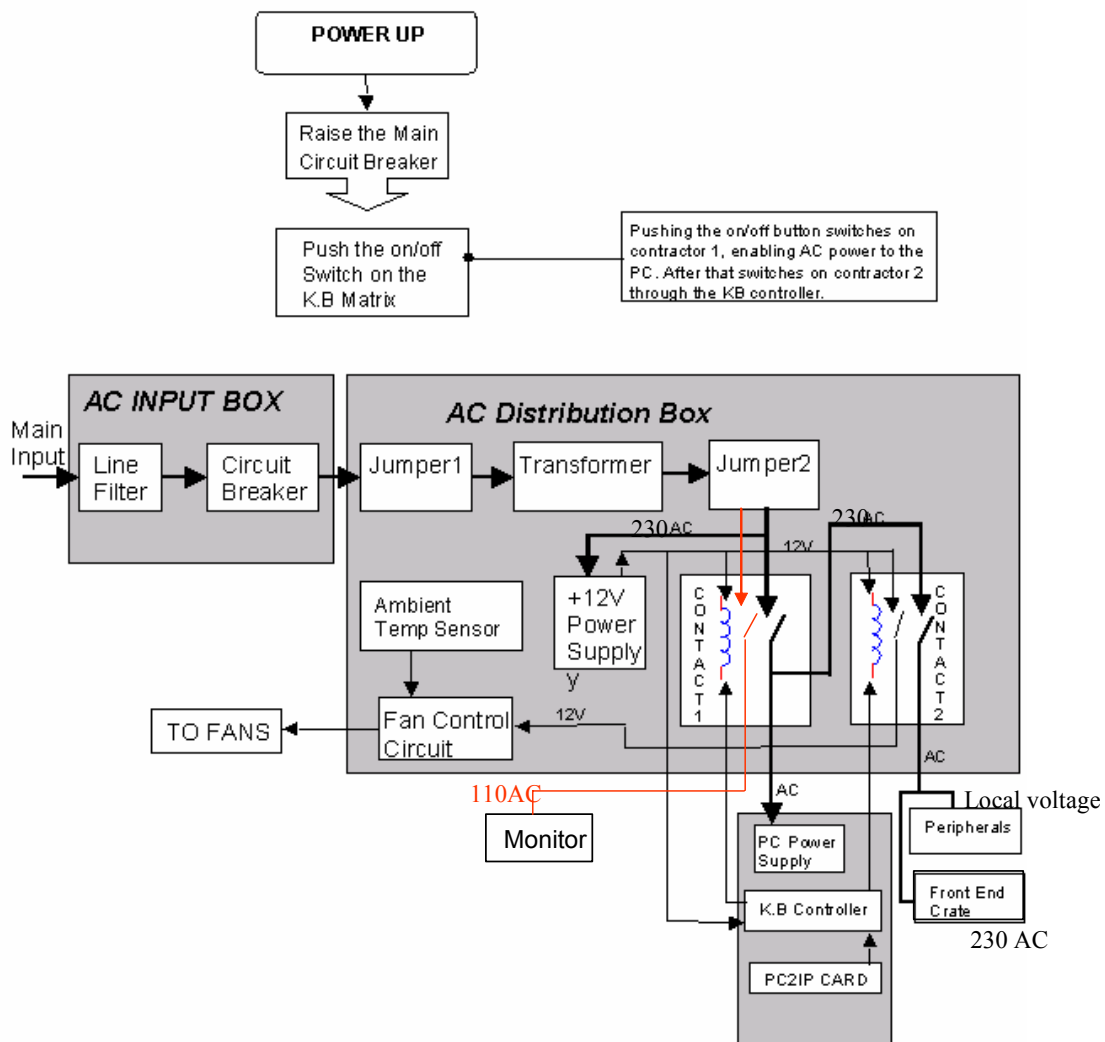 POWER UP
Raise the Main
Circuit Breaker
Push the on/off
Switch on the
K.B Matrix
Pushing the on/off button switches on
contractor 1, enabling AC power to the
PC. After that switches on contractor 2
through the KB controller.
AC INPUT BOX
AC Distribution Box
Main
Input
Line
Filter
Circuit
Breaker
Jumper1
Transformer
Jumper2
230 AC
230 AC
12V
+12V
Power
Supply
y
CONTACT1
CONTACT2
Ambient
Temp Sensor
Fan Control
Circuit
12V
TO FANS
110AC
AC
AC
Monitor
Local voltage
Peripherals
PC Power
Supply
K.B Controller
Front End
Crate
230 AC
PC2IP CARD